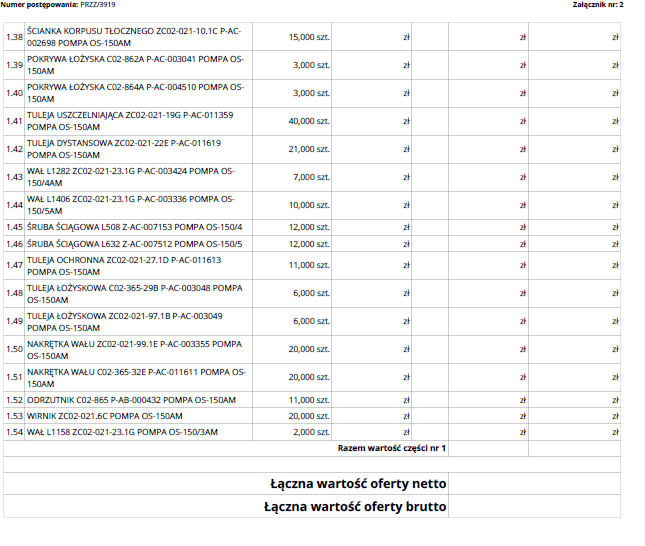 Numer postępowania: PRZZ/3919 Załącznik nr: 2
1.38 ŚCIANKA KORPUSU TŁOCZNEGO ZC02-021-10.1C P-AC- 15,000 szt. zł zł zł
002698 POMPA OS-150AM
1.39 POKRYWA ŁOŻYSKA C02-862A P-AC-003041 POMPA OS- 3,000 szt. zł zł zł
150AM
1.40 POKRYWA ŁOŻYSKA C02-864A P-AC-004510 POMPA OS- 3,000 szt. zł zł zł
150AM
1.41 TULEJA USZCZELNIAJĄCA ZC02-021-19G P-AC-011359 40,000 szt. zł zł zł
POMPA OS-150AM
1.42 TULEJA DYSTANSOWA ZC02-021-22E P-AC-011619 21,000 szt. zł zł zł
POMPA OS-150AM
1.43 WAŁ L1282 ZC02-021-23.1G P-AC-003424 POMPA OS- 7,000 szt. zł zł zł
150/4AM
1.44 WAŁ L1406 ZC02-021-23.1G P-AC-003336 POMPA OS- 10,000 szt. zł zł zł
150/5AM
1.45 ŚRUBA ŚCIĄGOWA L508 Z-AC-007153 POMPA OS-150/4 12,000 szt. zł zł zł
1.46 ŚRUBA ŚCIĄGOWA L632 Z-AC-007512 POMPA OS-150/5 12,000 szt. zł zł zł
1.47 TULEJA OCHRONNA ZC02-021-27.1D P-AC-011613 11,000 szt. zł zł zł
POMPA OS-150AM
1.48 TULEJA ŁOŻYSKOWA C02-365-29B P-AC-003048 POMPA 6,000 szt. zł zł zł
OS-150AM
1.49 TULEJA ŁOŻYSKOWA ZC02-021-97.1B P-AC-003049 6,000 szt. zł zł zł
POMPA OS-150AM
1.50 NAKRĘTKA WAŁU ZC02-021-99.1E P-AC-003355 POMPA 20,000 szt. zł zł zł
OS-150AM
1.51 NAKRĘTKA WAŁU C02-365-32E P-AC-011611 POMPA OS- 20,000 szt. zł zł zł
150AM
1.52 ODRZUTNIK C02-865 P-AB-000432 POMPA OS-150AM 11,000 szt. zł zł zł
1.53 WIRNIK ZC02-021.6C POMPA OS-150AM 20,000 szt. zł zł zł
1.54 WAŁ L1158 ZC02-021-23.1G POMPA OS-150/3AM 2,000 szt. zł zł zł
Razem wartość części nr 1
Łączna wartość oferty netto
Łączna wartość oferty brutto